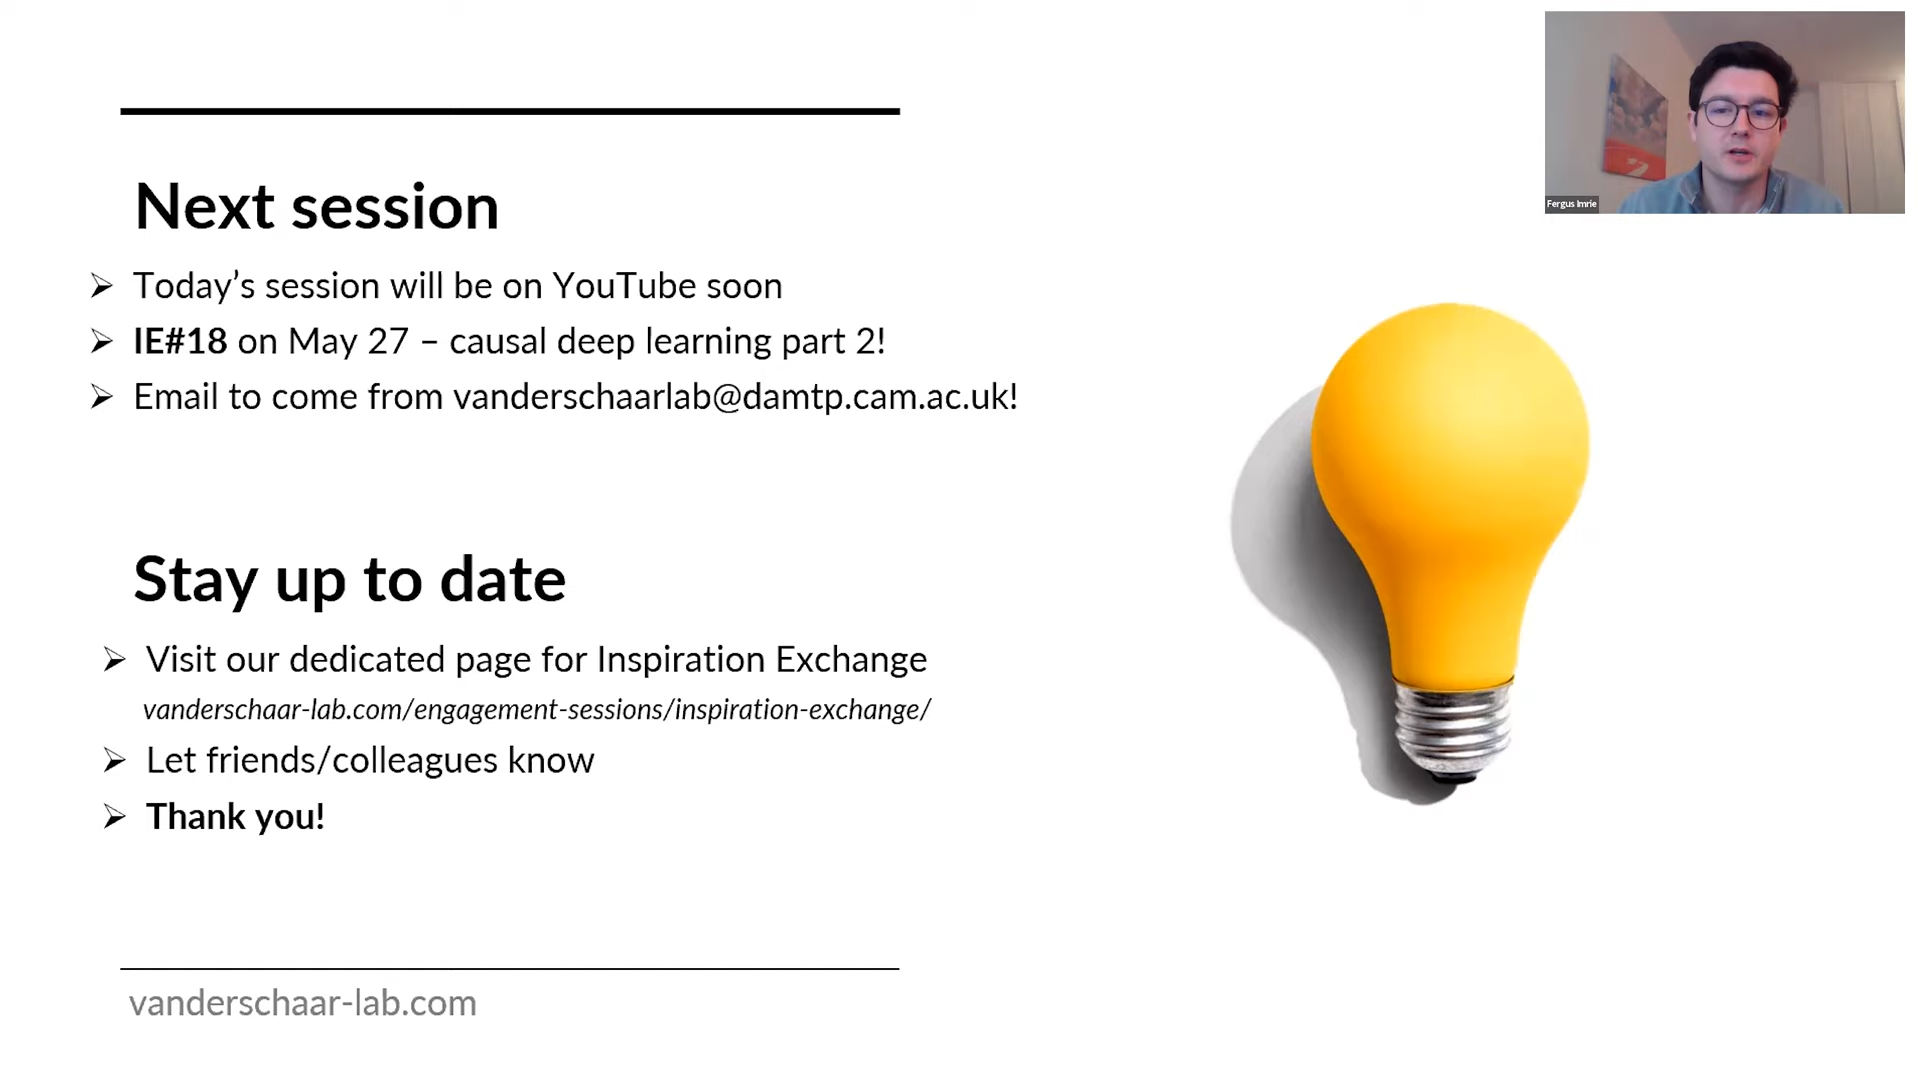 Fergus Imrie
Next session
➢ Today’s session will be on YouTube soon
➢ IE#18 on May 27 – causal deep learning part 2!
➢ Email to come from vanderschaarlab@damtp.cam.ac.uk!
Stay up to date
➢ Visit our dedicated page for Inspiration Exchange
vanderschaar-lab.com/engagement-sessions/inspiration-exchange/
➢ Let friends/colleagues know
➢ Thank you!
vanderschaar-lab.com